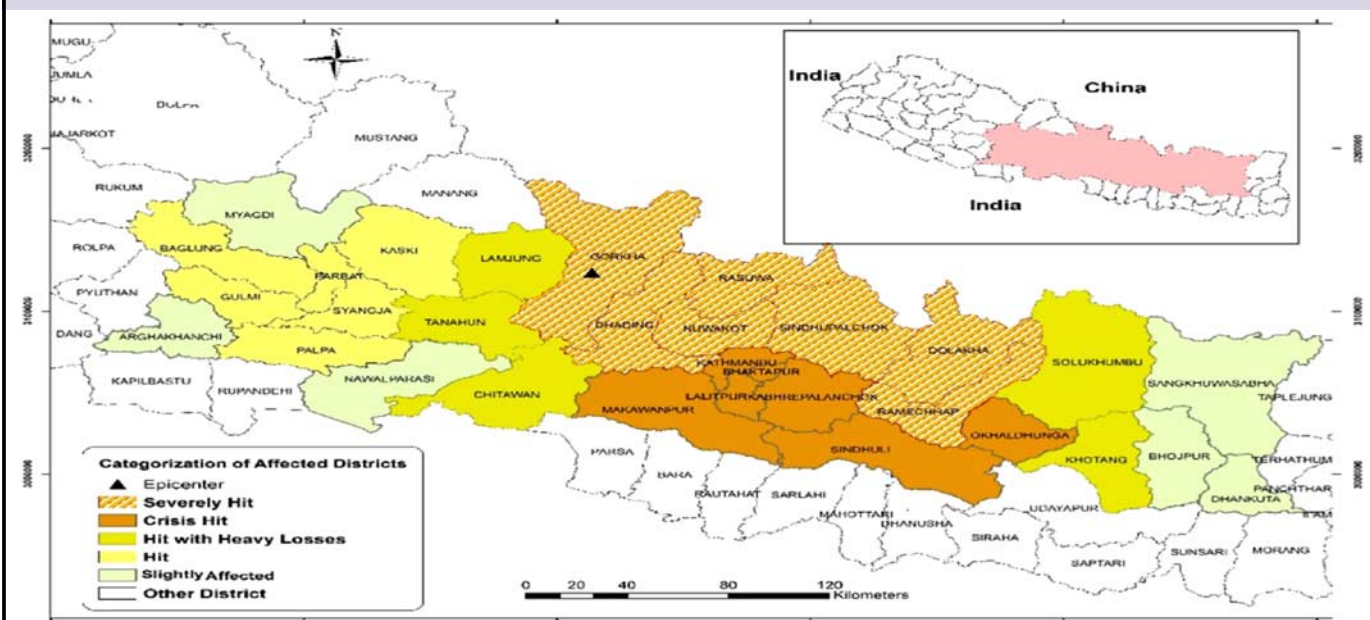 N
MUGU
JUMLA
MUSTANG
MANANG
RUKUM
MYAGDI
ROLPA
BAGLUNG
KASKI
LAMJUNG
GORKHA
RASUWA
PARBAT
PYUTHAN
GULMI
SYANGJA
TANAHUN
DHADING
NUWAKOT
SINDHUPALCHOK
DOLAKHA
SOLUKHUMBU
DANG
ARGHAKHANCHI
PALPA
KATHMANDU
BHAKTAPUR
SANGKHUWASABHA
TAPLEJUNG
KAPILBASTU
RUPANDEHI
NAWALPARASI
CHITAWAN
MAKAWANPUR
LALITPUR
KABHREPALANCHOK
RAMECHHAP
OKHALDHUNGA
SINDHULI
KHOTANG
BHOJPUR
TERHATHUM
DHANKUTA
PANCHTHAR
PARSA
BARA
RAUTAHAT
SARLAHI
MAHOTTARI
DHANUSHA
SIRAHA
UDAYAPUR
SAPTARI
SUNSARI
MORANG
India
China
India
3200000
3200000
3100000
3100000
Categorization of Affected Districts
Epicenter
Severely Hit
Crisis Hit
Hit with Heavy Losses
Hit
Slightly Affected
Other District
0 20 40 80 120
Kilometers